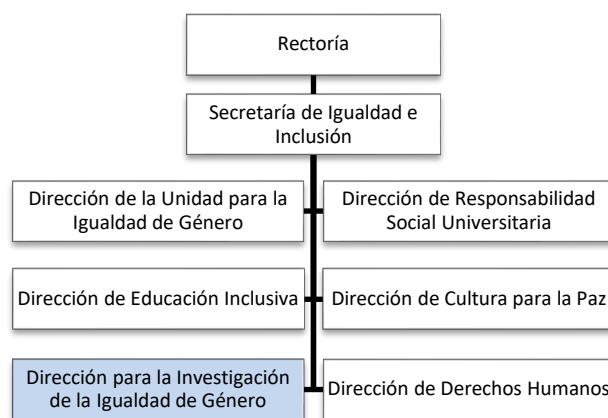 Rectoría
Secretaría de Igualdad e
Inclusión
Dirección de la Unidad para la
Igualdad de Género
Dirección de Responsabilidad
Social Universitaria
Dirección de Educación Inclusiva
Dirección de Cultura para la Paz
Dirección para la Investigación
de la Igualdad de Género
Dirección de Derechos Humanos